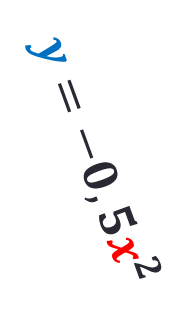 y = −0,5x²